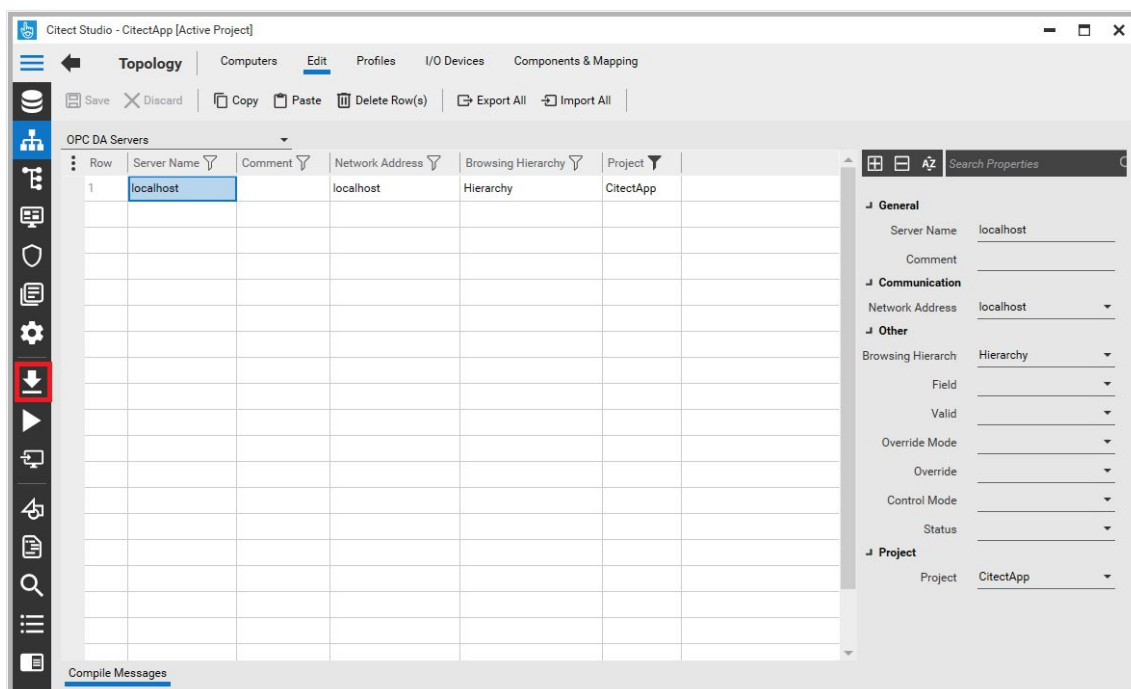 Citect Studio - CitectApp [Active Project]
Topology Computers Edit Profiles I/O Devices Components & Mapping
Save Discard Copy Paste Delete Row(s) Export All Import All
OPC DA Servers
Row Server Name Comment Network Address Browsing Hierarchy Project
1 localhost localhost Hierarchy CitectApp
AZ Search Properties
General
Server Name localhost
Comment
Communication
Network Address localhost
Other
Browsing Hierarch Hierarchy
Field
Valid
Override Mode
Override
Control Mode
Status
Project
Project CitectApp
Compile Messages